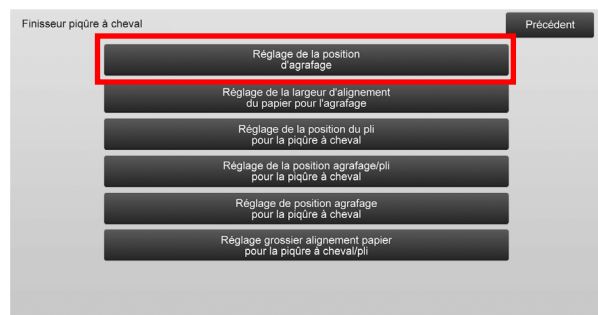 Finisseur piqûre à cheval
Précédent
Réglage de la position
d'agrafage
Réglage de la largeur d'alignement
du papier pour l'agrafage
Réglage de la position du pli
pour la piqûre à cheval
Réglage de la position agrafage/pli
pour la piqûre à cheval
Réglage de position agrafage
pour la piqûre à cheval
Réglage grossier alignement papier
pour la piqûre à cheval/pli